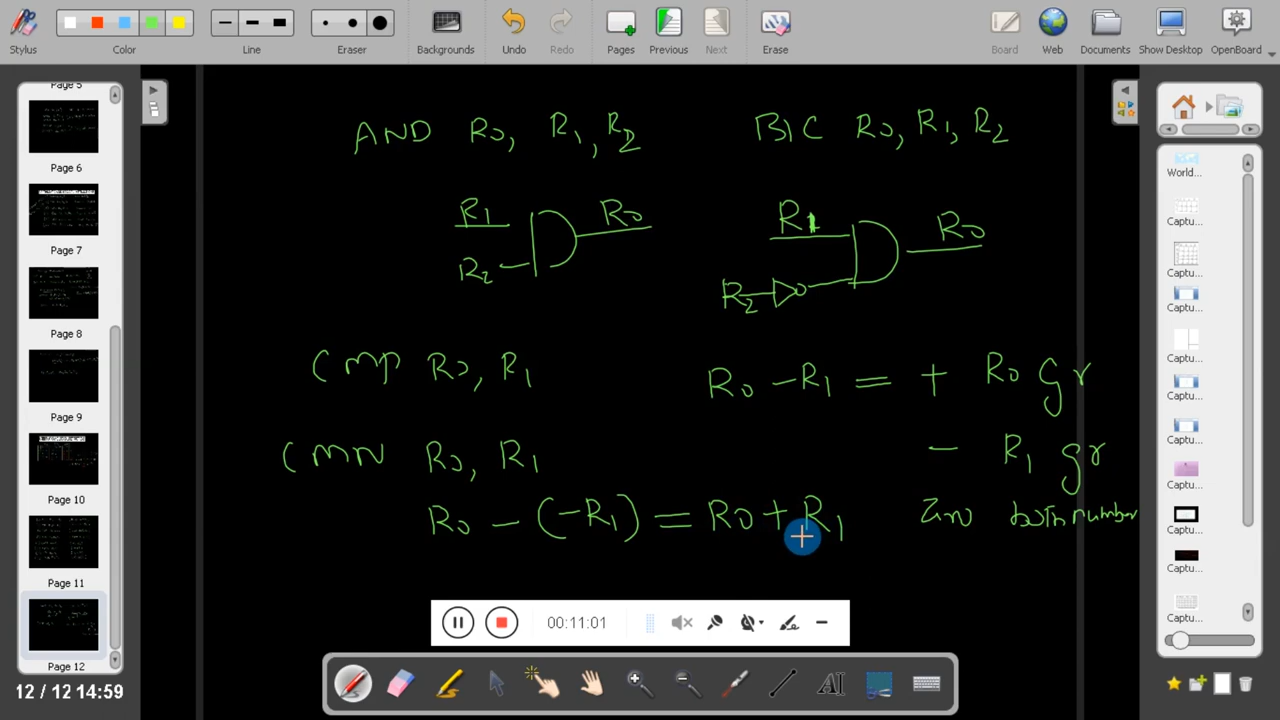 Stylus
Color
Line
Eraser
Backgrounds
Undo
Redo
Pages
Previous
Next
Erase
Board
Web
Documents
Show Desktop
OpenBoard
Page 5
Page 6
Page 7
Page 8
Page 9
Page 10
Page 11
Page 12
12 / 12 14:59
AND R0, R1, R2
BIC R0, R1, R2
R1
R2
R0
R1
R2
R0
CMP R0, R1
R0 - R1 = + R0 gr
CMN R0, R1
- R1 gr
R0 - (-R1) = R0 + R1
both number
00:11:01
World...
Captu...
Captu...
Captu...
Captu...
Captu...
Captu...
Captu...
Captu...
Captu...
Captu...
AI